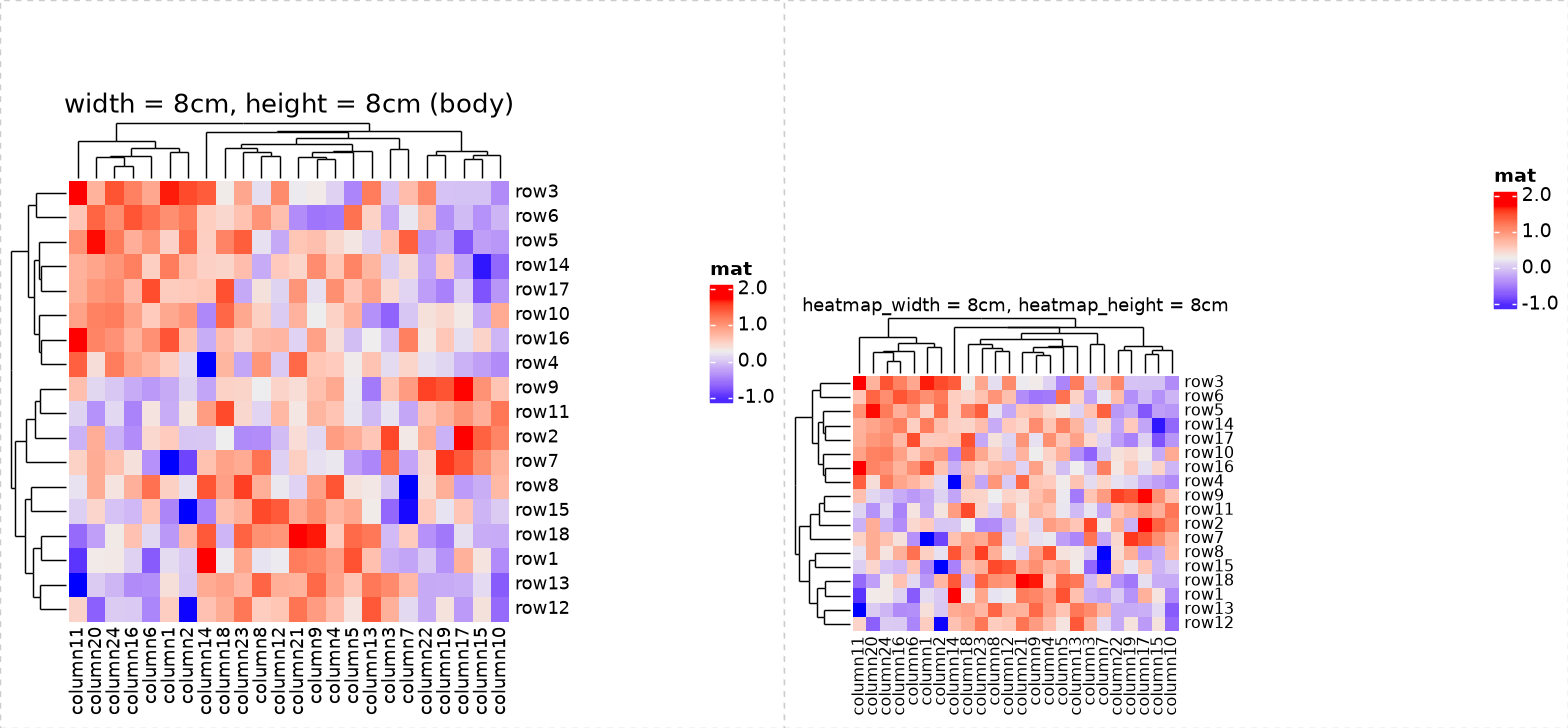 width = 8cm, height = 8cm (body)
row3
row6
row5
row14
row17
row10
row16
row4
row9
row11
row2
row7
row8
row15
row18
row1
row13
row12
column11
column20
column24
column16
column6
column1
column2
column14
column18
column23
column8
column12
column21
column9
column4
column5
column13
column3
column7
column22
column19
column17
column15
column10
mat
2.0
1.0
0.0
-1.0
heatmap_width = 8cm, heatmap_height = 8cm
row3
row6
row5
row14
row17
row10
row16
row4
row9
row11
row2
row7
row8
row15
row18
row1
row13
row12
column11
column20
column24
column16
column6
column1
column2
column14
column18
column23
column8
column12
column21
column9
column4
column5
column13
column3
column7
column22
column19
column17
column15
column10
mat
2.0
1.0
0.0
-1.0